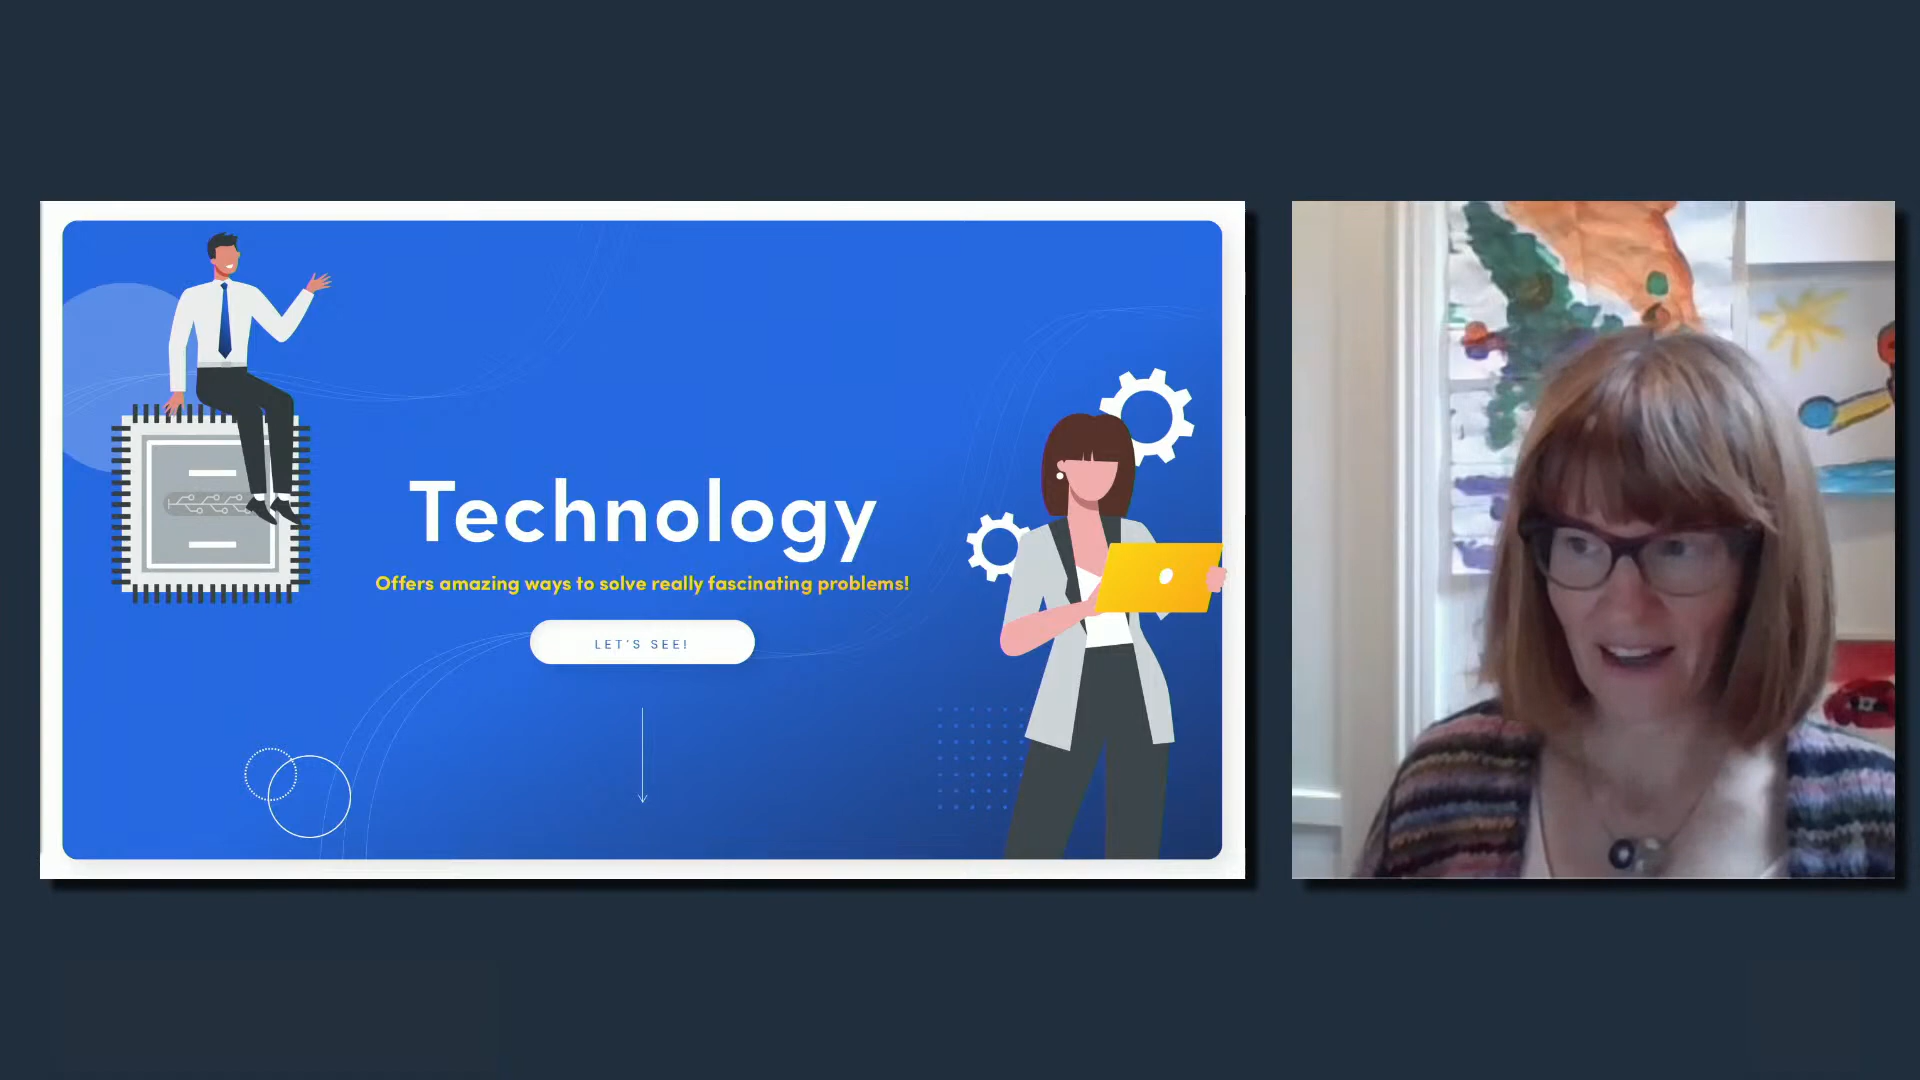 Technology
Offers amazing ways to solve really fascinating problems!
LET'S SEE!